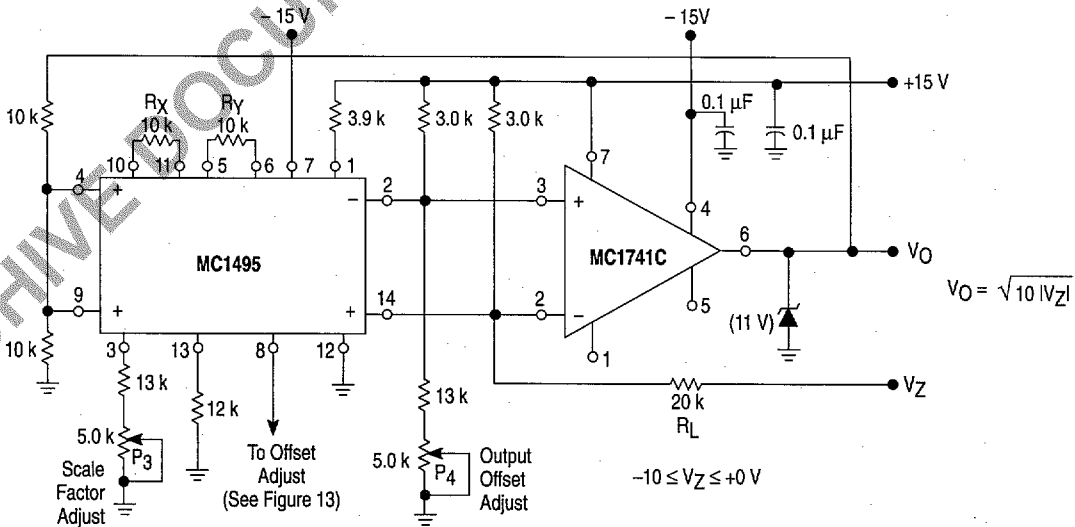 – 15 V
– 15V
+15 V
10 k
RX
10 k
RY
10 k
3.9 k
3.0 k
3.0 k
0.1 µF
0.1 µF
10
11
5
6
7
1
4
+
–
2
3
+
7
4
MC1495
MC1741C
6
VO
VO = √10 |VZ|
9
+
+
14
2
–
5
(11 V)
10 k
3
13
8
12
1
VZ
13 k
12 k
13 k
20 k
RL
5.0 k
P3
To Offset
Adjust
(See Figure 13)
5.0 k
P4
Output
Offset
Adjust
–10 ≤ VZ ≤ +0 V
Scale
Factor
Adjust
HIVE DOCU